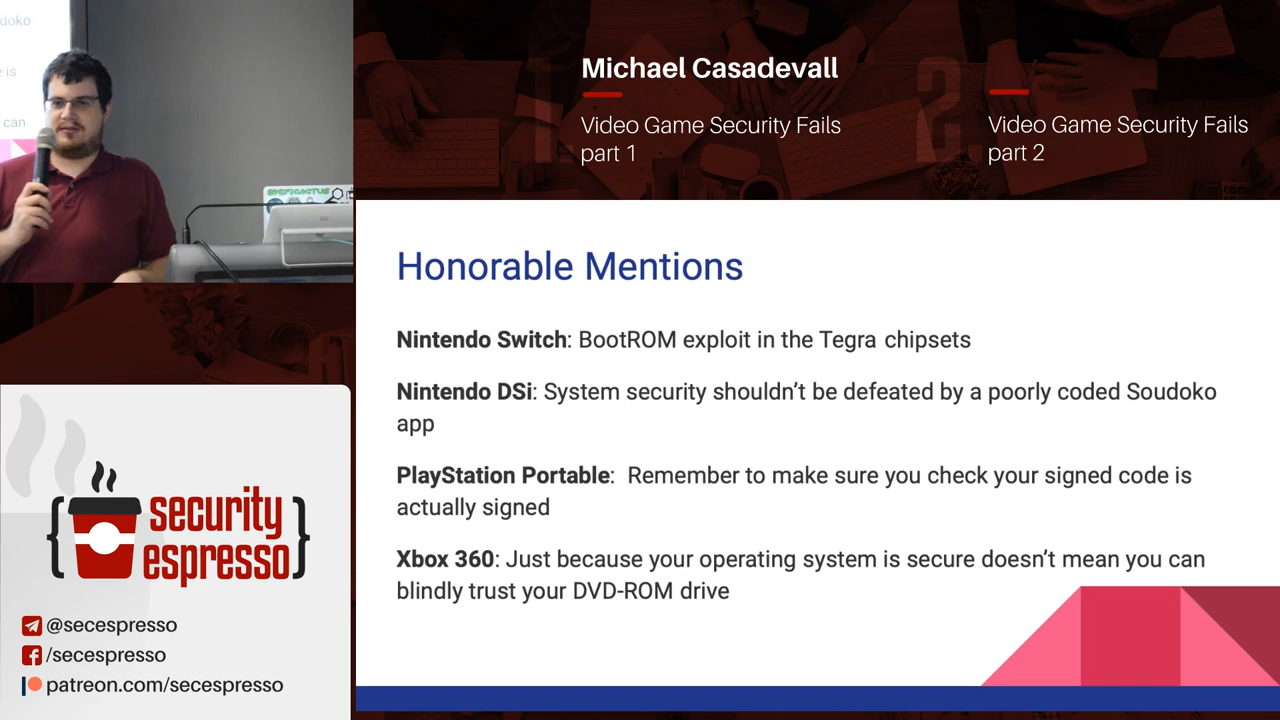 doko
e is
can
Michael Casadevall
Video Game Security Fails
part 1
Video Game Security Fails
part 2
Honorable Mentions
Nintendo Switch: BootROM exploit in the Tegra chipsets
Nintendo DSi: System security shouldn't be defeated by a poorly coded Soudoko
app
PlayStation Portable:  Remember to make sure you check your signed code is
actually signed
Xbox 360: Just because your operating system is secure doesn't mean you can
blindly trust your DVD-ROM drive
{security
espresso}
@secespresso
/secespresso
patreon.com/secespresso